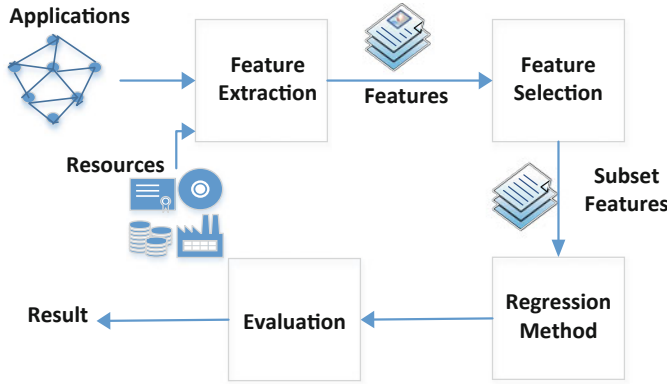 Applications
Feature
Extraction
Features
Feature
Selection
Resources
Subset
Features
Regression
Method
Evaluation
Result